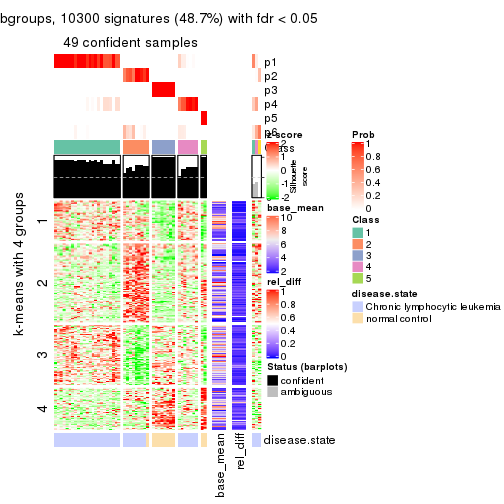 bgroups, 10300 signatures (48.7%) with fdr < 0.05
49 confident samples
p1
p2
p3
p4
p5
p6
Class
Silhouette
score
k-means with 4 groups
1
2
3
4
base_mean
rel_diff
disease.state
z-score
2
1
0
-1
-2
base_mean
10
8
6
4
2
rel_diff
1
0.8
0.6
0.4
0.2
0
Status (barplots)
confident
ambiguous
Prob
1
0.8
0.6
0.4
0.2
0
Class
1
2
3
4
5
disease.state
Chronic lymphocytic leukemia
normal control